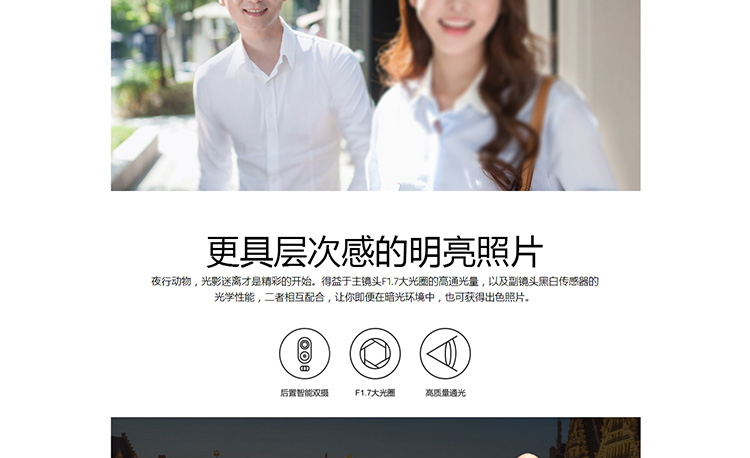 更具层次感的明亮照片
夜行动物，光影迷离才是精彩的开始。得益于主镜头F1.7大光圈的高通光量，以及副镜头黑白传感器的
光学性能，二者相互配合，让你即便在暗光环境中，也可获得出色照片。
后置智能双摄 F1.7大光圈 高质量通光